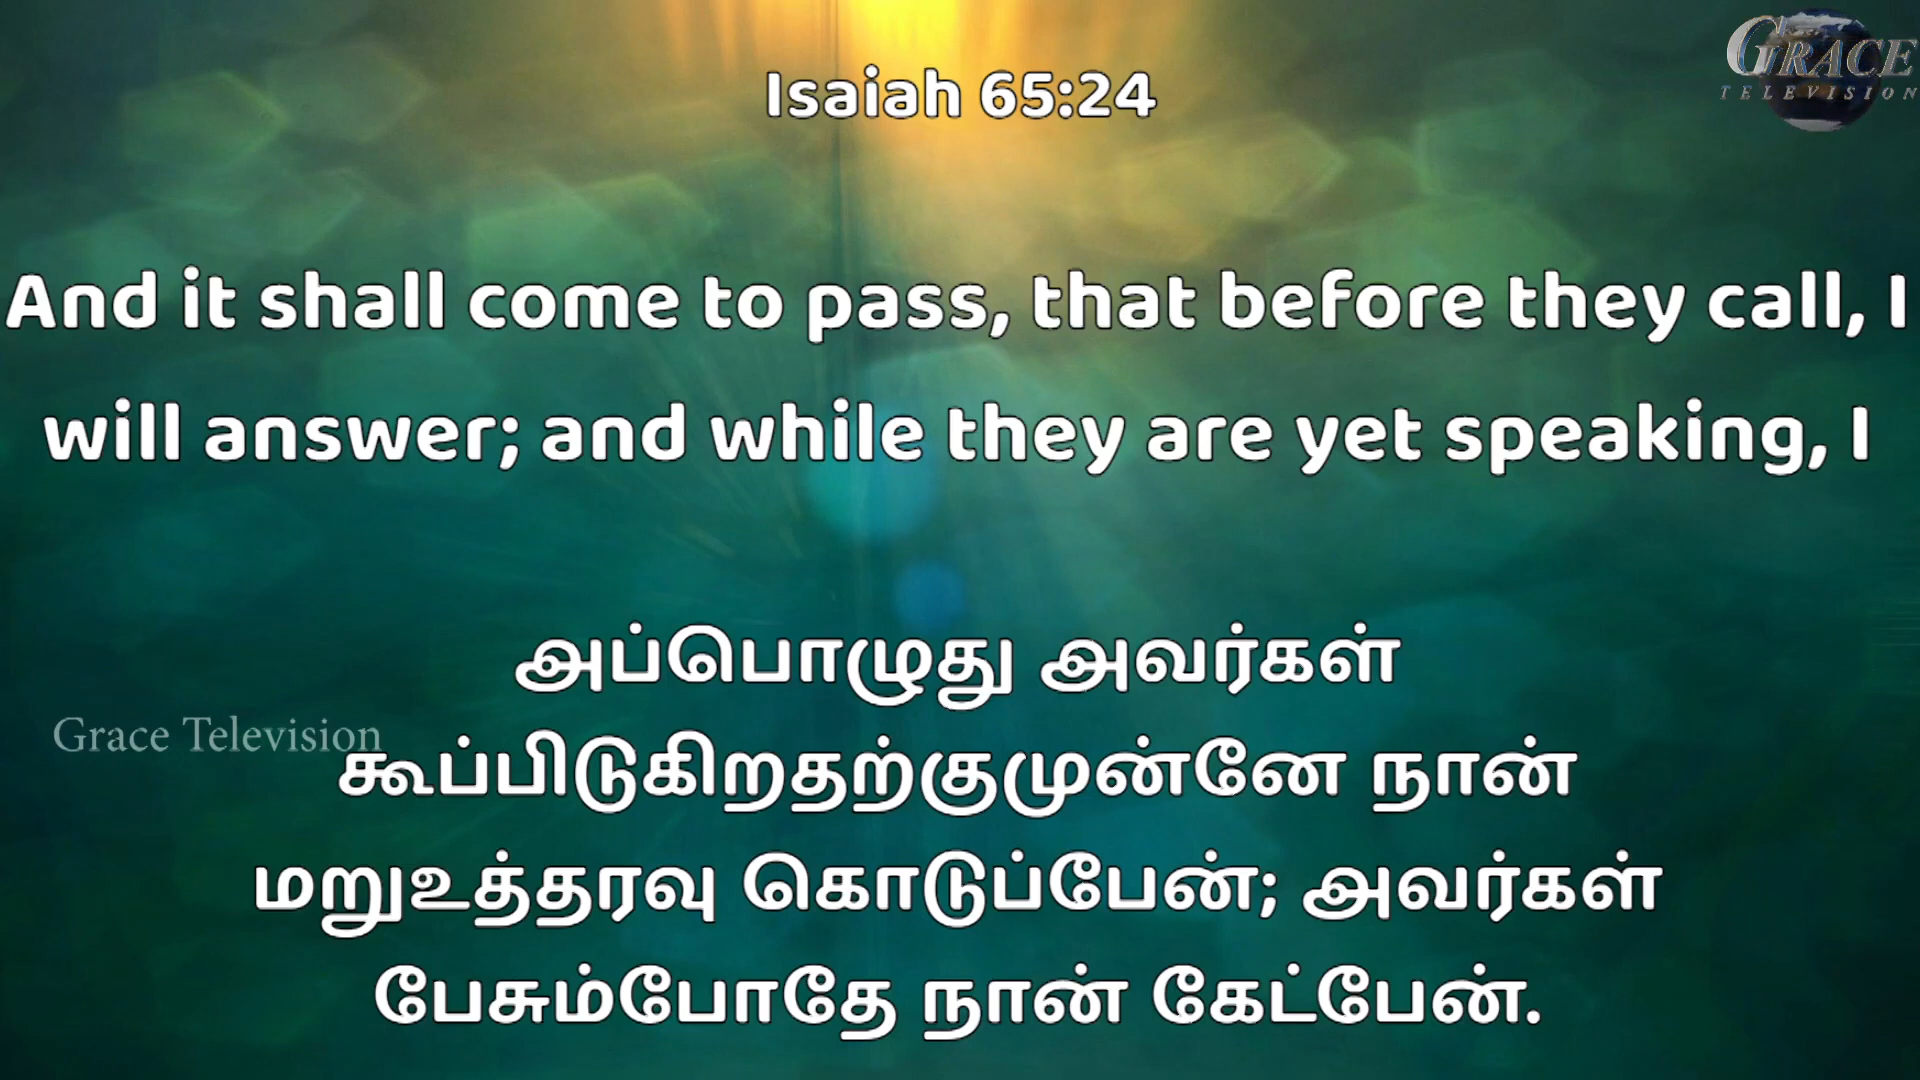 GRACE
TELEVISION
Isaiah 65:24
And it shall come to pass, that before they call, I
will answer; and while they are yet speaking, I
அப்பொழுது அவர்கள்
Grace Television
கூப்பிடுகிறதற்குமுன்னே நான்
மறுஉத்தரவு கொடுப்பேன்; அவர்கள்
பேசும்போதே நான் கேட்பேன்.